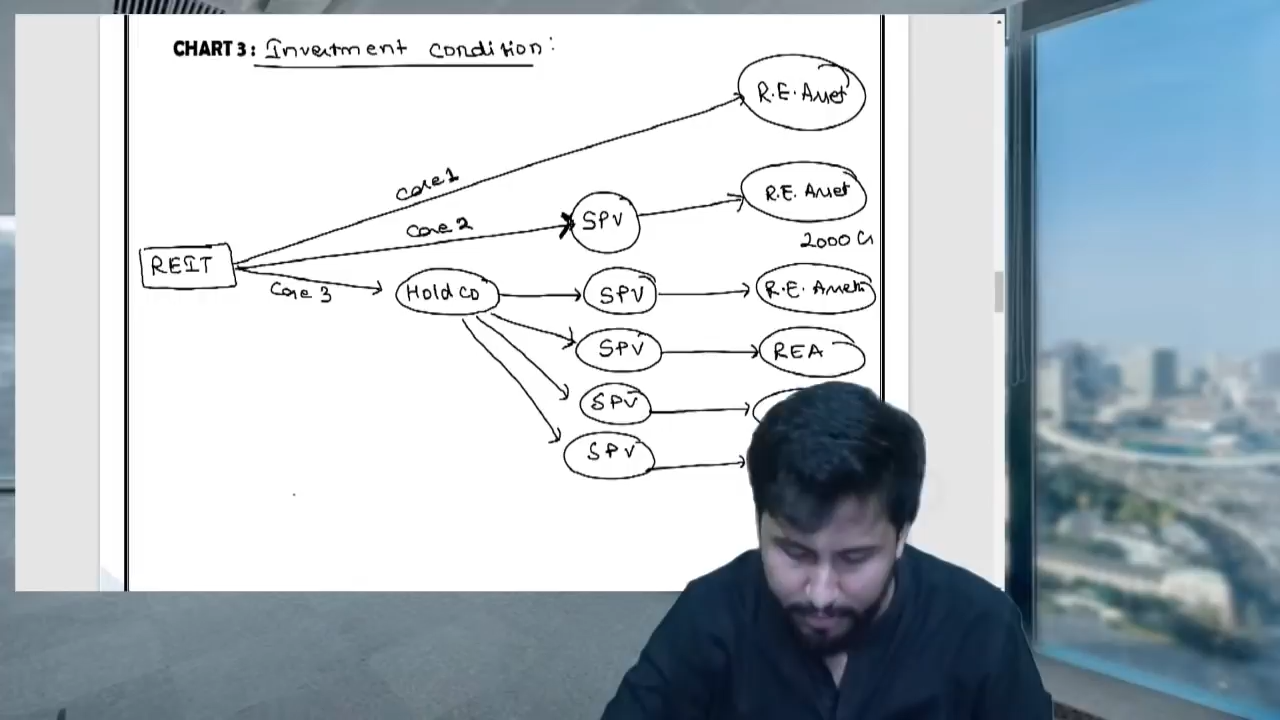 CHART 3: Investment condition:
R.E. Asset
Case 1
R.E. Asset
SPV
Case 2
2000 Cr
REIT
Case 3
Hold co
SPV
R.E. Assets
SPV
REA
SPV
SPV